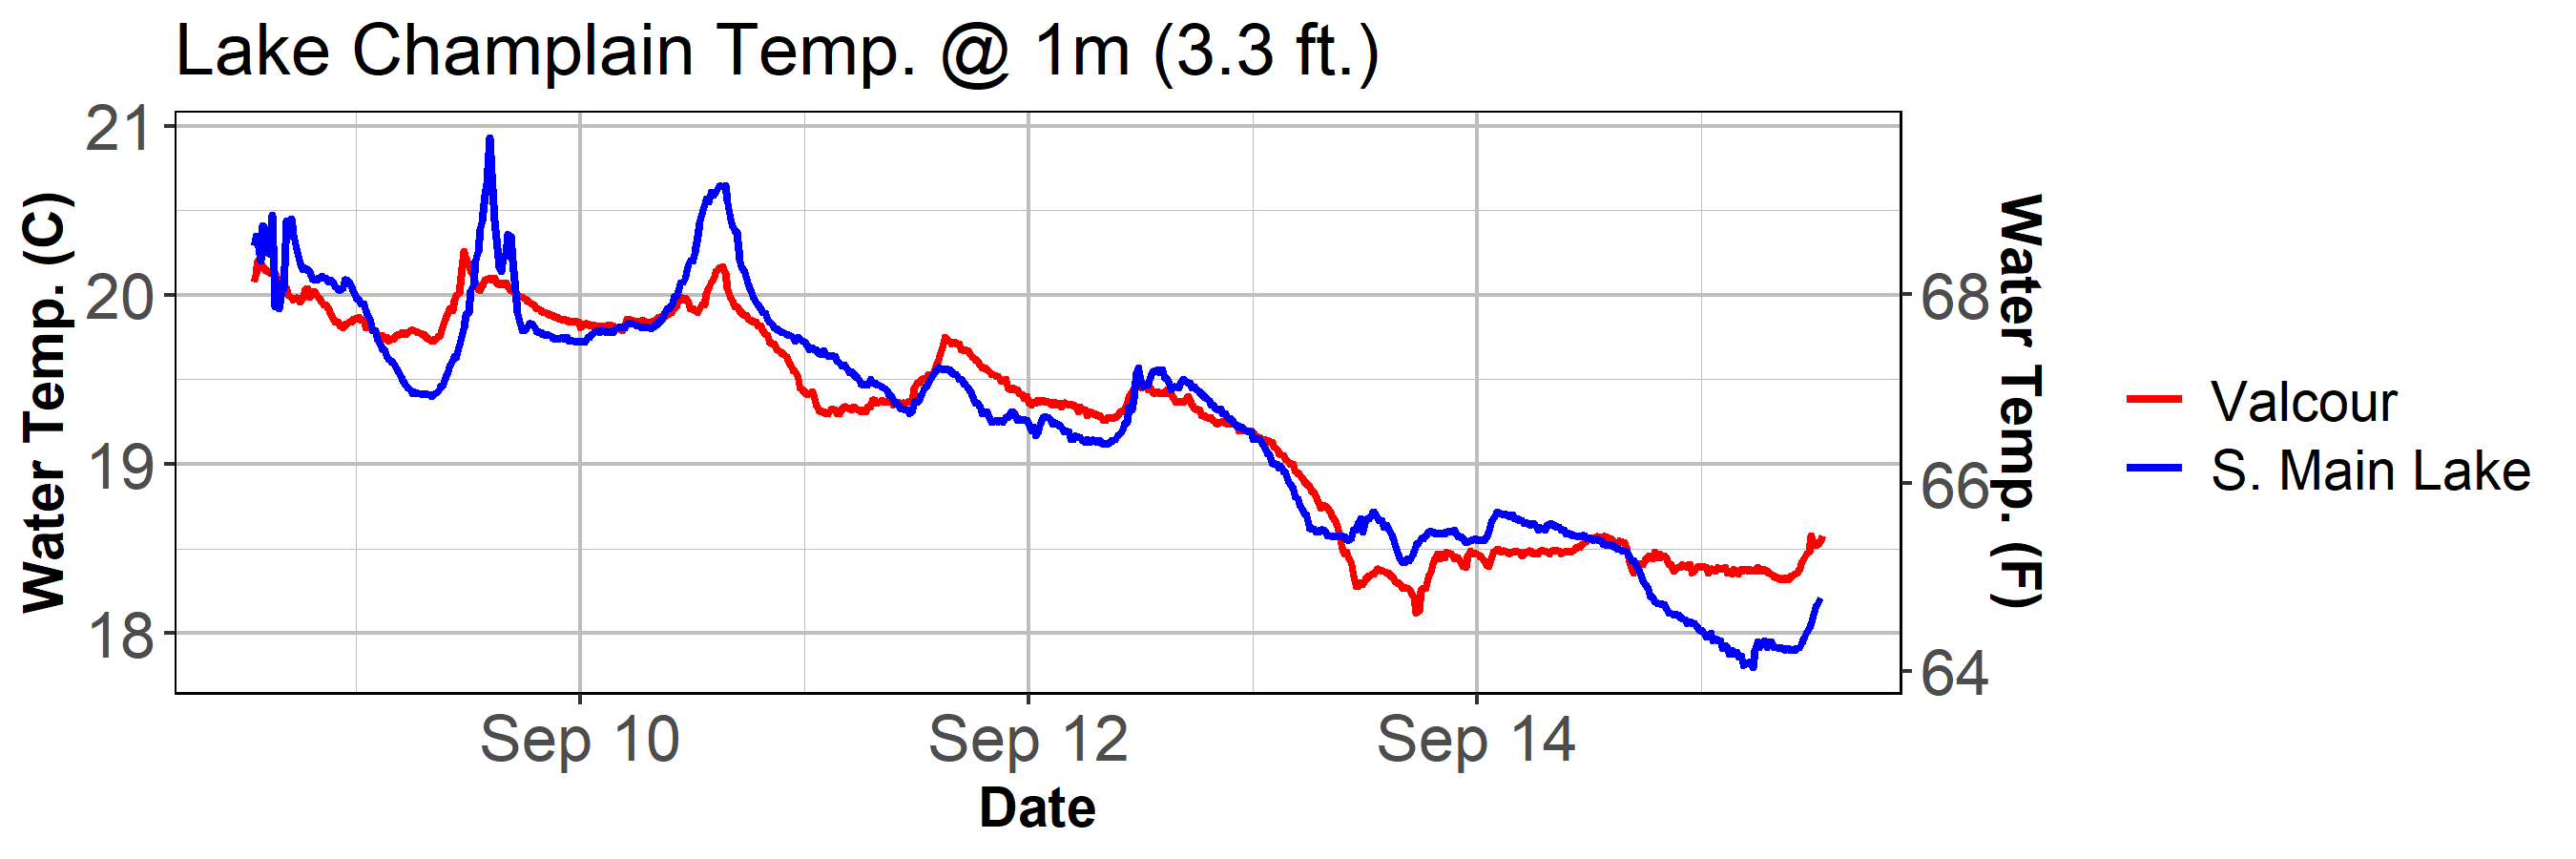 Lake Champlain Temp. @ 1m (3.3 ft.)
21
20
19
18
Water Temp. (C)
68
66
64
Water Temp. (F)
Sep 10
Sep 12
Sep 14
Date
Valcour
S. Main Lake